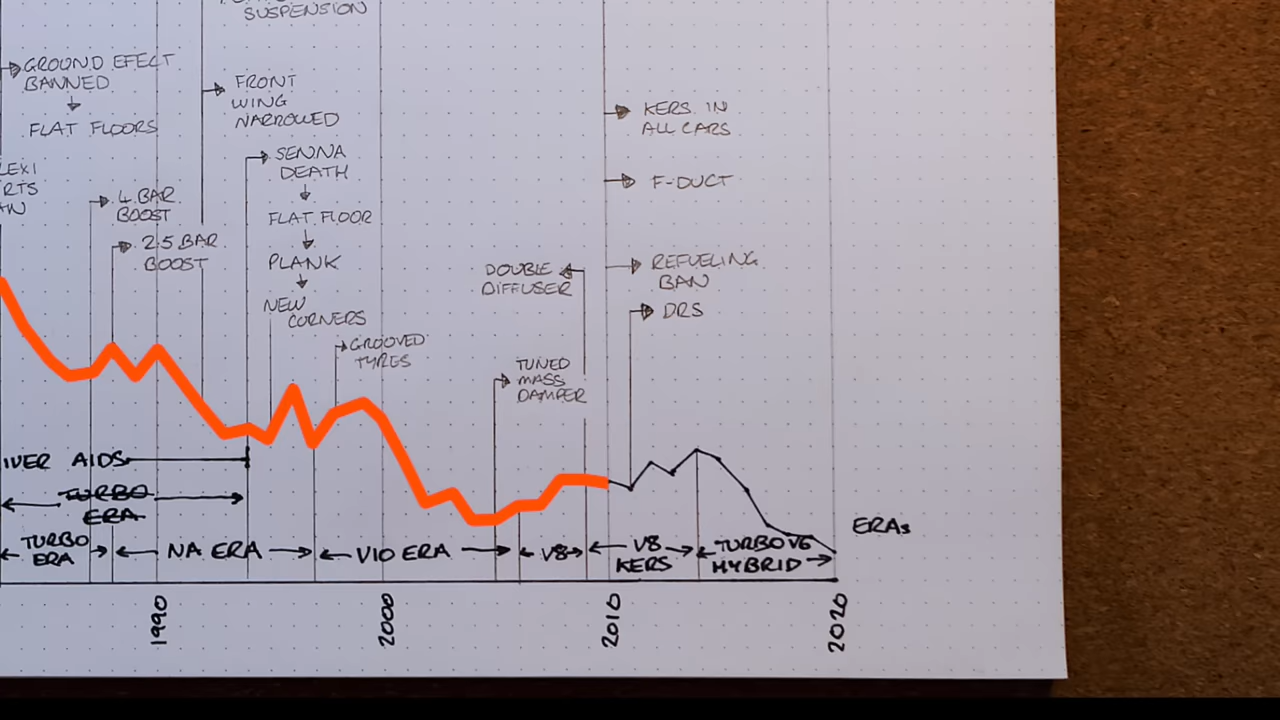 SUSPENSION
GROUND EFFECT
BANNED
FLAT FLOORS
FRONT
WING
NARROWED
KERS IN
ALL CARS
SENNA
DEATH
FLAT FLOOR
PLANK
NEW
CORNERS
F-DUCT
4 BAR
BOOST
2.5 BAR
BOOST
DOUBLE
DIFFUSER
REFUELING
BAN
DRS
GROOVED
TYRES
TUNED
MASS
DAMPER
AIDS
TURBO
ERA
TURBO
ERA
NA ERA
V10 ERA
V8
V8
KERS
TURBO V6
HYBRID
ERAs
1990
2000
2010
2020